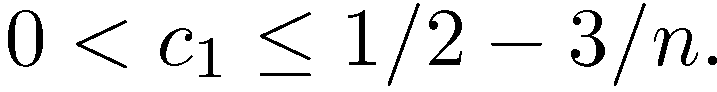 0 < c₁ ≤ 1/2 − 3/n.